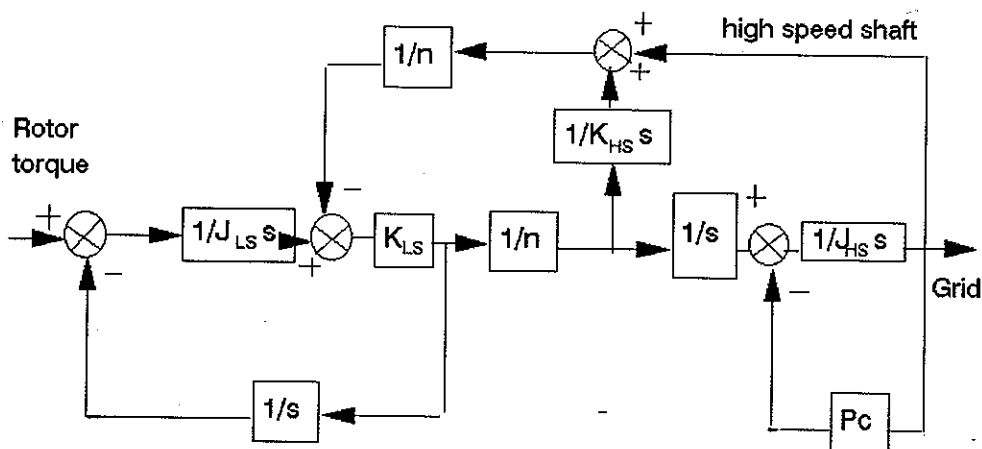 high speed shaft
+
+
1/n
1/K_HS s
Rotor
torque
+
−
1/J_LS s
−
+
K_LS
1/n
1/s
+
−
1/J_HS s
Grid
1/s
Pc